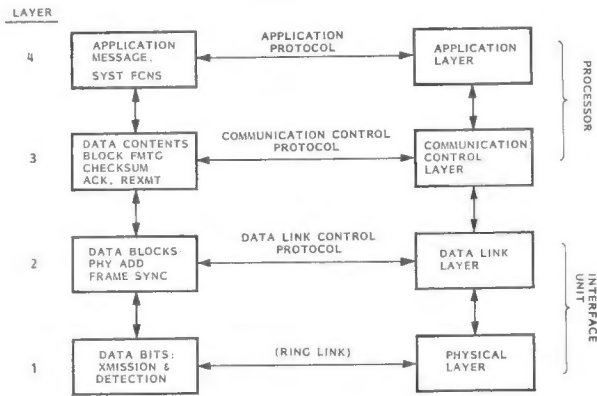 LAYER
4
APPLICATION
MESSAGE,
SYST FCNS
APPLICATION
PROTOCOL
APPLICATION
LAYER
3
DATA CONTENTS
BLOCK FMTG
CHECKSUM
ACK, REXMT
COMMUNICATION CONTROL
PROTOCOL
COMMUNICATION
CONTROL
LAYER
PROCESSOR
2
DATA BLOCKS:
PHY ADD
FRAME SYNC
DATA LINK CONTROL
PROTOCOL
DATA LINK
LAYER
1
DATA BITS:
XMISSION &
DETECTION
(RING LINK)
PHYSICAL
LAYER
INTERFACE
UNIT